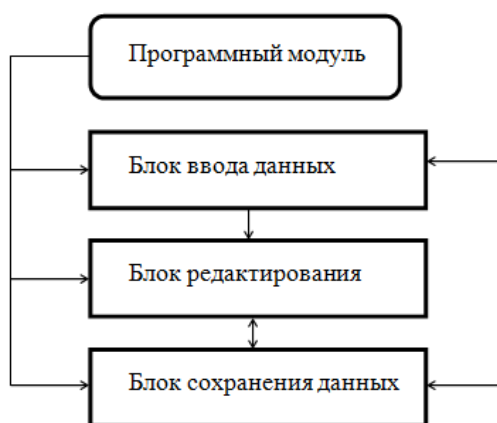 Программный модуль
Блок ввода данных
Блок редактирования
Блок сохранения данных